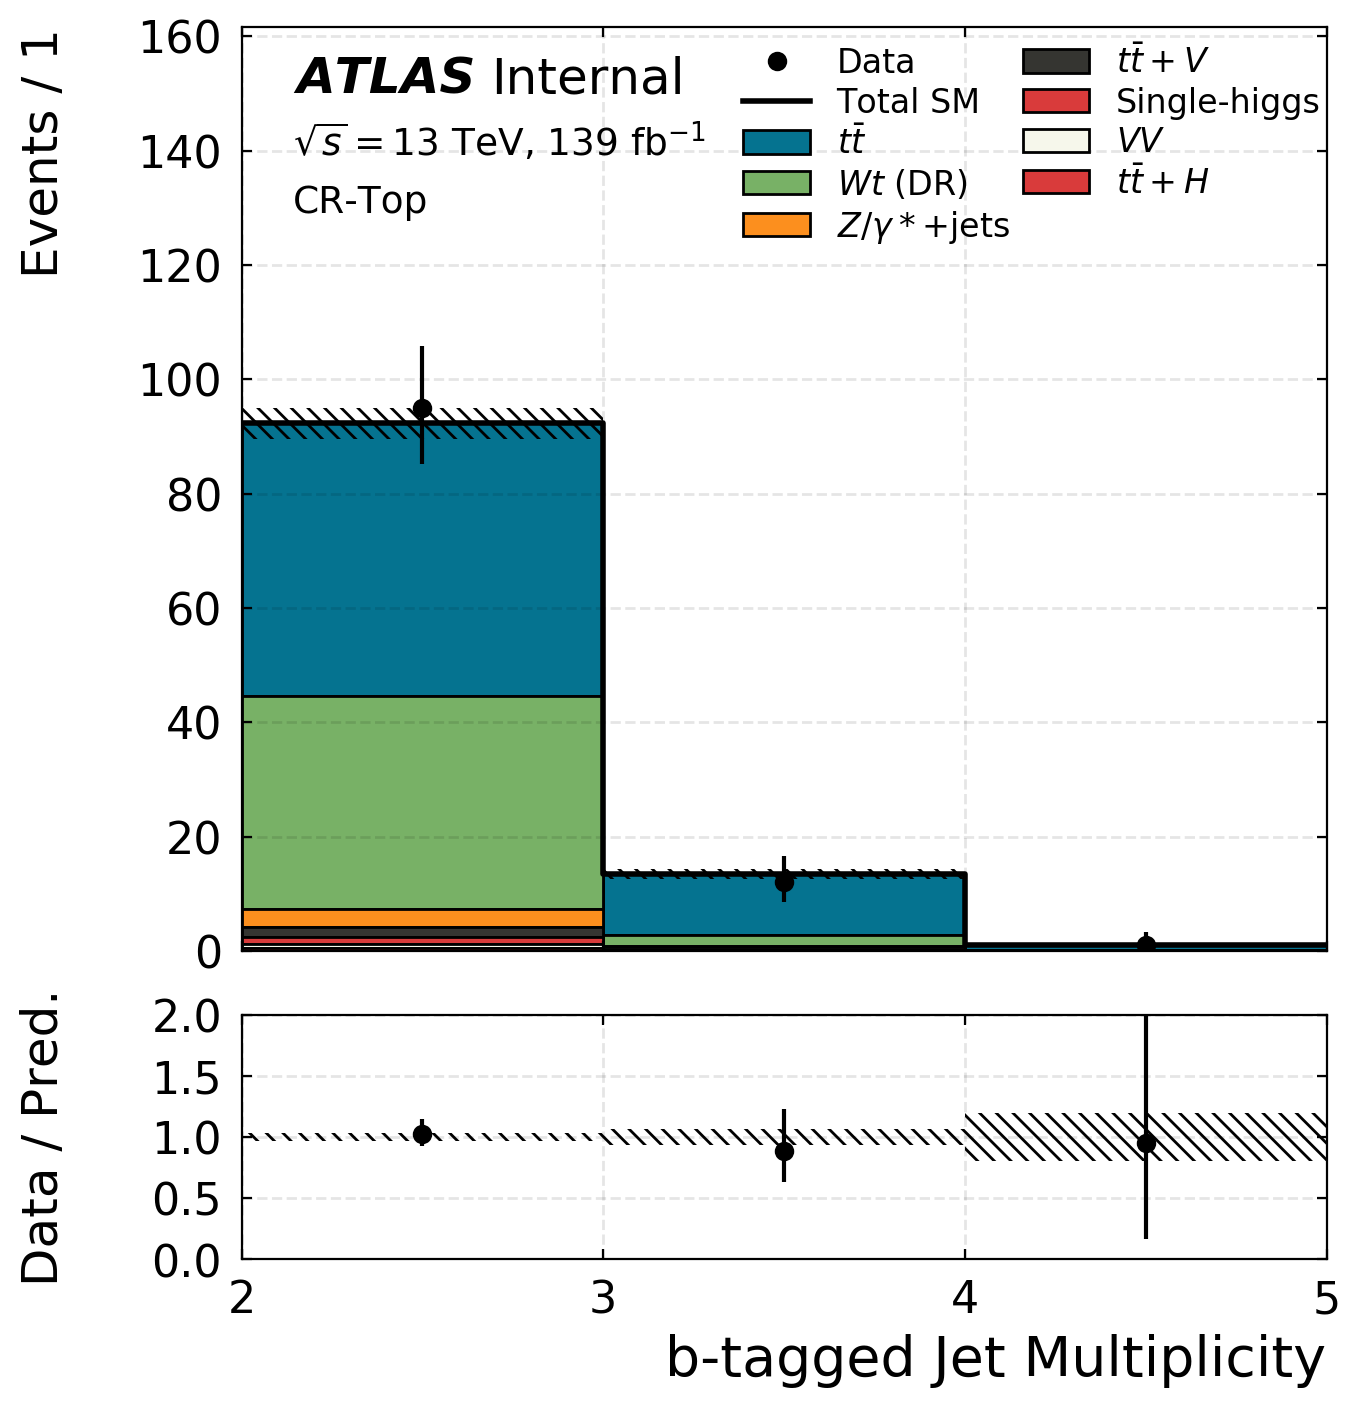 Events / 1
160
140
120
100
80
60
40
20
0
ATLAS Internal
√s = 13 TeV, 139 fb⁻¹
CR-Top
Data
Total SM
tt̄
Wt (DR)
Z/γ*+jets
tt̄ + V
Single-higgs
VV
tt̄ + H
Data / Pred.
2.0
1.5
1.0
0.5
0.0
2 3 4 5
b-tagged Jet Multiplicity